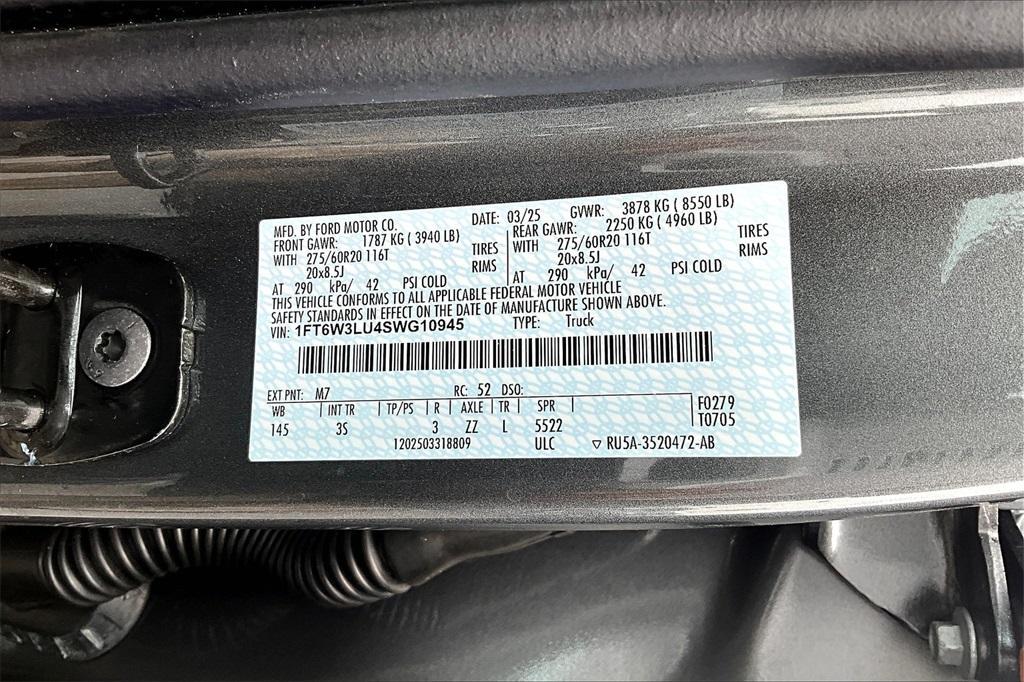 MFD. BY FORD MOTOR CO. DATE: 03/25 GVWR: 3878 KG ( 8550 LB)
FRONT GAWR: 1787 KG ( 3940 LB) REAR GAWR: 2250 KG ( 4960 LB)
WITH 275/60R20 116T TIRES WITH 275/60R20 116T TIRES
20x8.5J RIMS 20x8.5J RIMS
AT 290 kPa/ 42 PSI COLD AT 290 kPa/ 42 PSI COLD
THIS VEHICLE CONFORMS TO ALL APPLICABLE FEDERAL MOTOR VEHICLE
SAFETY STANDARDS IN EFFECT ON THE DATE OF MANUFACTURE SHOWN ABOVE.
VIN: 1FT6W3LU4SWG10945 TYPE: Truck
EXT PNT: M7 RC: 52 DSO:
WB INT TR TP/PS R AXLE TR SPR F0279
145 3S 3 ZZ L 5522 T0705
1202503318809 ULC ▽ RU5A-3520472-AB